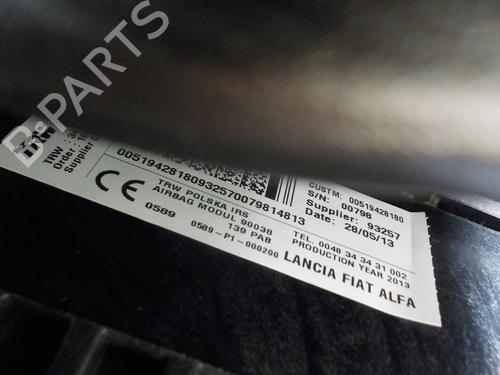 B-PARTS
TRW
Order
Supplier
CUSTM: 00519428180
S/N: 00798
Supplier: 93257
Date: 28/05/13
00519428180932570079814813
CE
0589
TRW POLSKA IRS
AIRBAG MODUL 90038
139 PAB
0589-P1-000200
TEL. 0048 34 34 31 002
PRODUCTION YEAR 2013
LANCIA FIAT ALFA